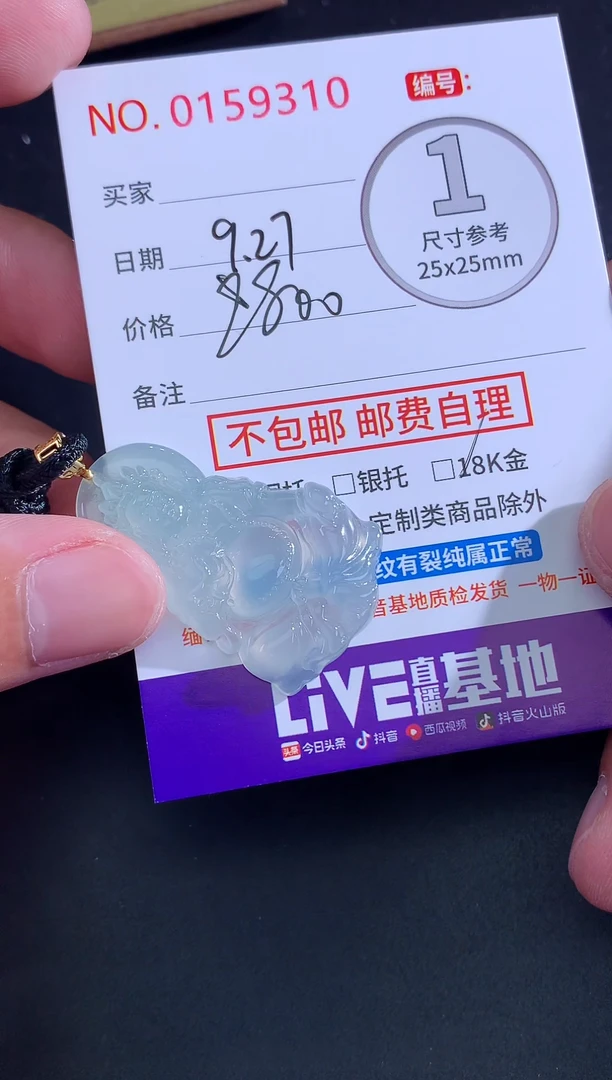 NO. 0159310
编号:
1
尺寸参考
25x25mm
买家
日期 9.27
价格
备注
不包邮 邮费自理
□银托 □18K金
定制类商品除外
纹有裂纯属正常
音基地质检发货 一物一证
缅
LiVE直播基地
头条 今日头条 抖音 西瓜视频 抖音火山版